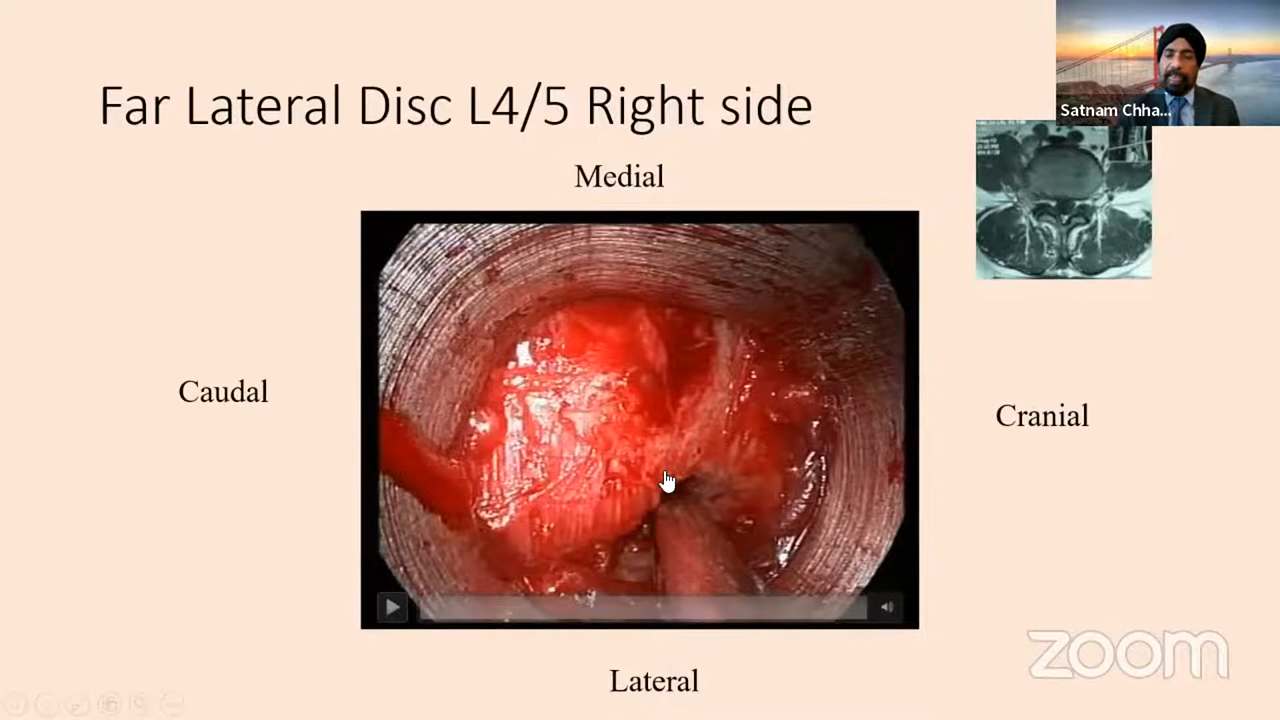 Far Lateral Disc L4/5 Right side
Satnam Chha...
Medial
Caudal
Cranial
Lateral
zoom